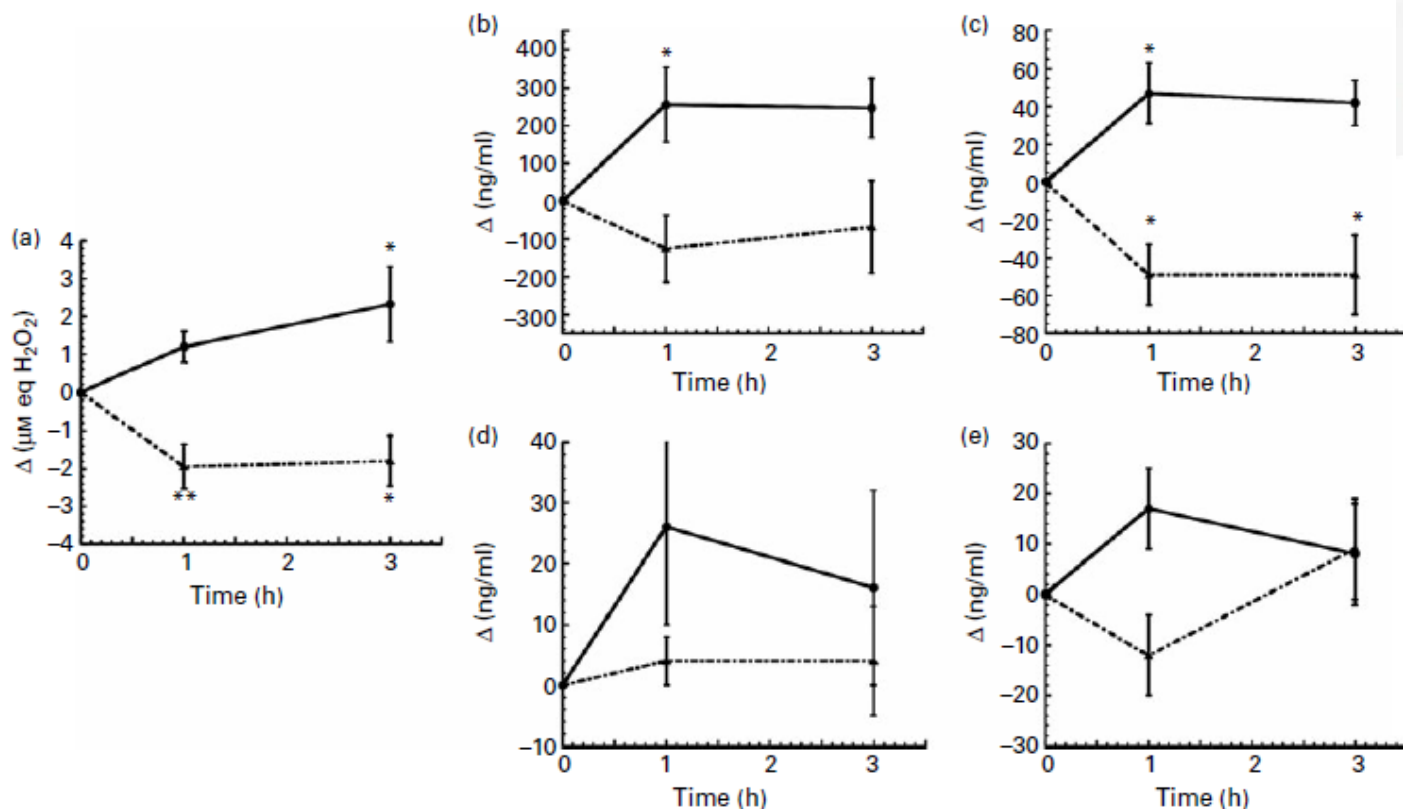 (a)
Δ (μM eq H₂O₂)
4
3
2
1
0
−1
−2
−3
−4
*
**
*
0 1 2 3
Time (h)
(b)
Δ (ng/ml)
400
300
200
100
0
−100
−200
−300
*
0 1 2 3
Time (h)
(c)
Δ (ng/ml)
80
60
40
20
0
−20
−40
−60
−80
*
* *
0 1 2 3
Time (h)
(d)
Δ (ng/ml)
40
30
20
10
0
−10
0 1 2 3
Time (h)
(e)
Δ (ng/ml)
30
20
10
0
−10
−20
−30
0 1 2 3
Time (h)